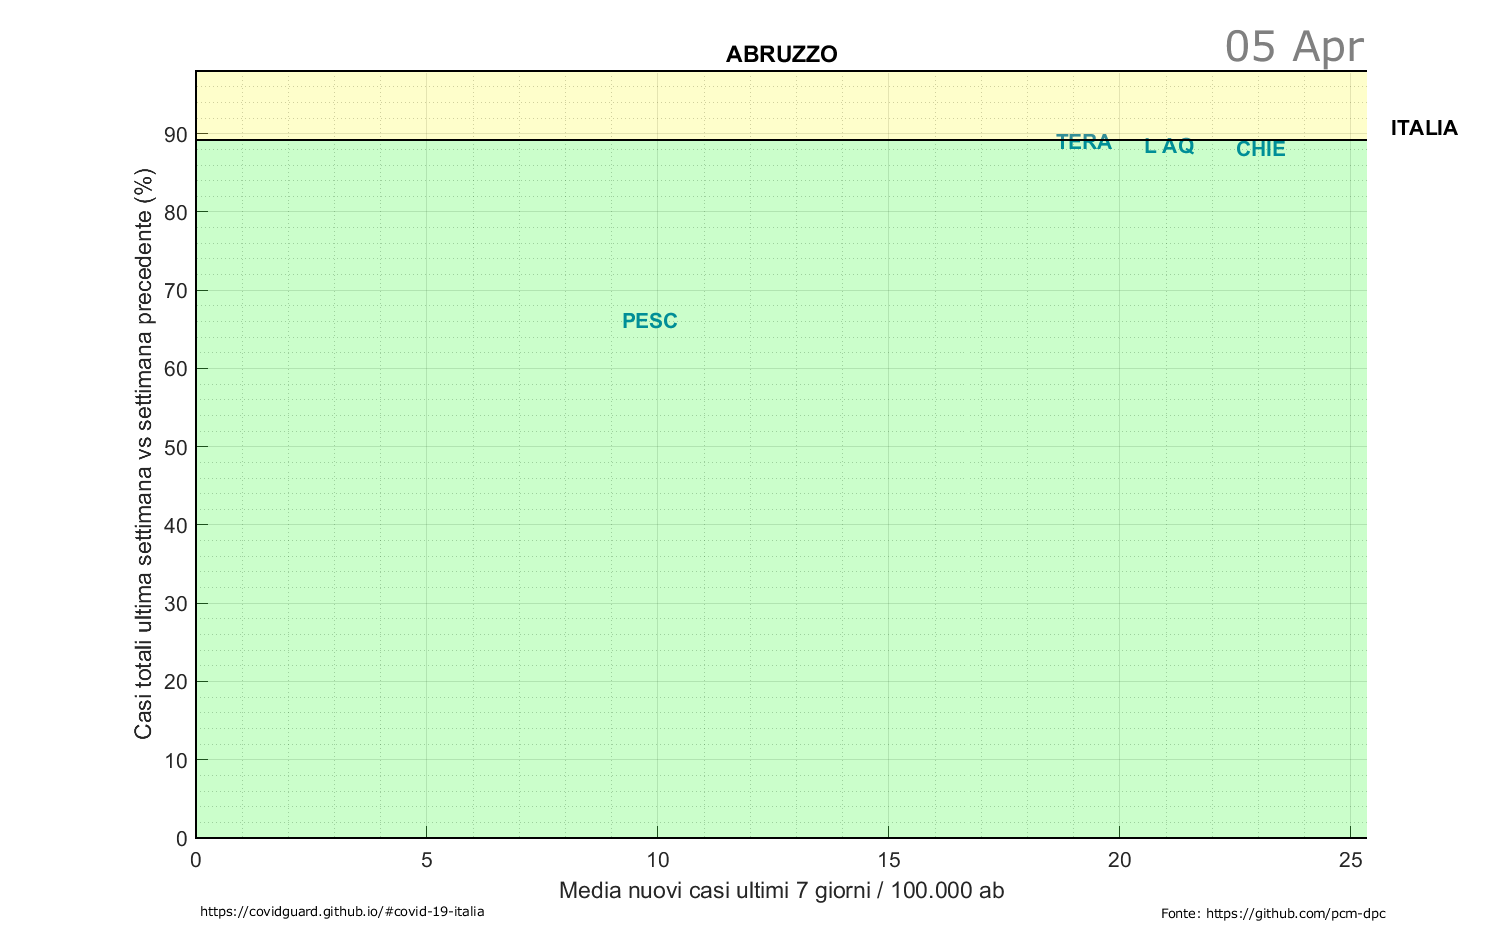 ABRUZZO
05 Apr
ITALIA
90
80
70
60
50
40
30
20
10
0
Casi totali ultima settimana vs settimana precedente (%)
TERA
L AQ
CHIE
PESC
0
5
10
15
20
25
Media nuovi casi ultimi 7 giorni / 100.000 ab
https://covidguard.github.io/#covid-19-italia
Fonte: https://github.com/pcm-dpc